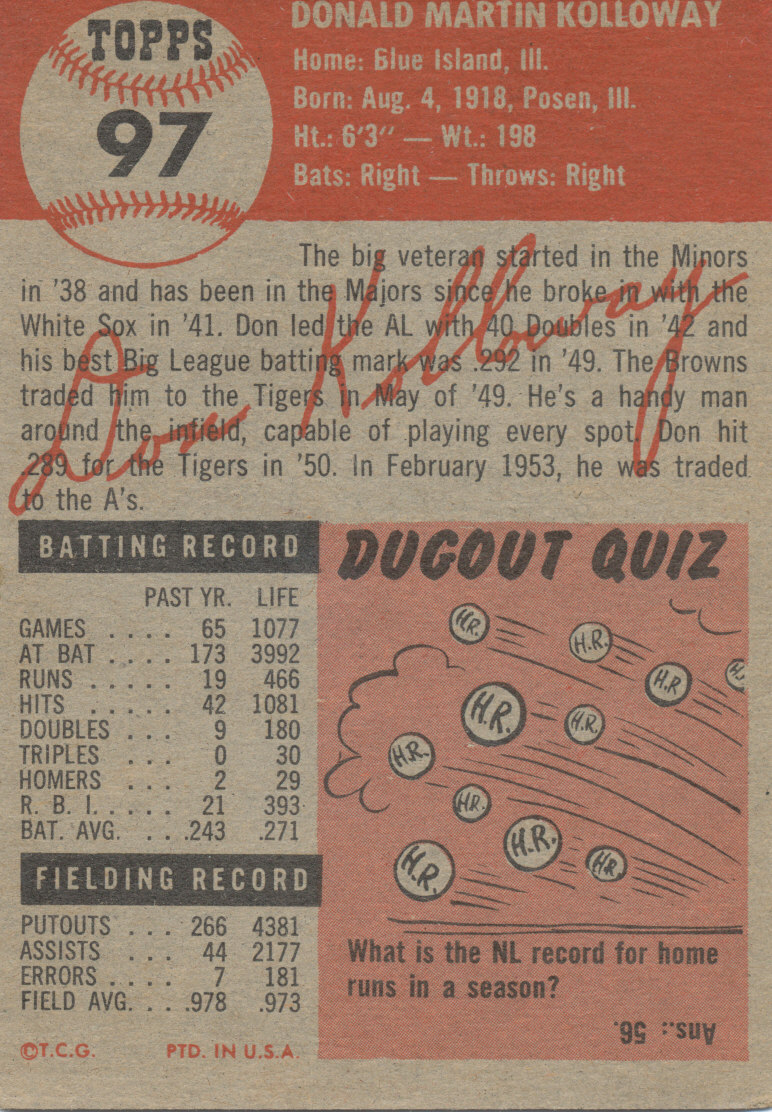 TOPPS
97
DONALD MARTIN KOLLOWAY
Home: Blue Island, Ill.
Born: Aug. 4, 1918, Posen, Ill.
Ht.: 6'3" — Wt.: 198
Bats: Right — Throws: Right
The big veteran started in the Minors
in '38 and has been in the Majors since he broke in with the
White Sox in '41. Don led the AL with 40 Doubles in '42 and
his best Big League batting mark was .292 in '49. The Browns
traded him to the Tigers in May of '49. He's a handy man
around the infield, capable of playing every spot. Don hit
.289 for the Tigers in '50. In February 1953, he was traded
to the A's.
Don Kolloway
BATTING RECORD
PAST YR. LIFE
GAMES . . . . 65 1077
AT BAT . . . . 173 3992
RUNS . . . . . 19 466
HITS . . . . . 42 1081
DOUBLES . . . 9 180
TRIPLES . . . 0 30
HOMERS . . . 2 29
R. B. I. . . . . 21 393
BAT. AVG. . . .243 .271
FIELDING RECORD
PUTOUTS . . . 266 4381
ASSISTS . . . 44 2177
ERRORS . . . . 7 181
FIELD AVG. . . .978 .973
©T.C.G. PTD. IN U.S.A.
DUGOUT QUIZ
H.R.
H.R.
H.R
H.R.
H.R.
H.R.
H.R.
H.R.
H.R.
H.R.
What is the NL record for home
runs in a season?
Ans.: 56.